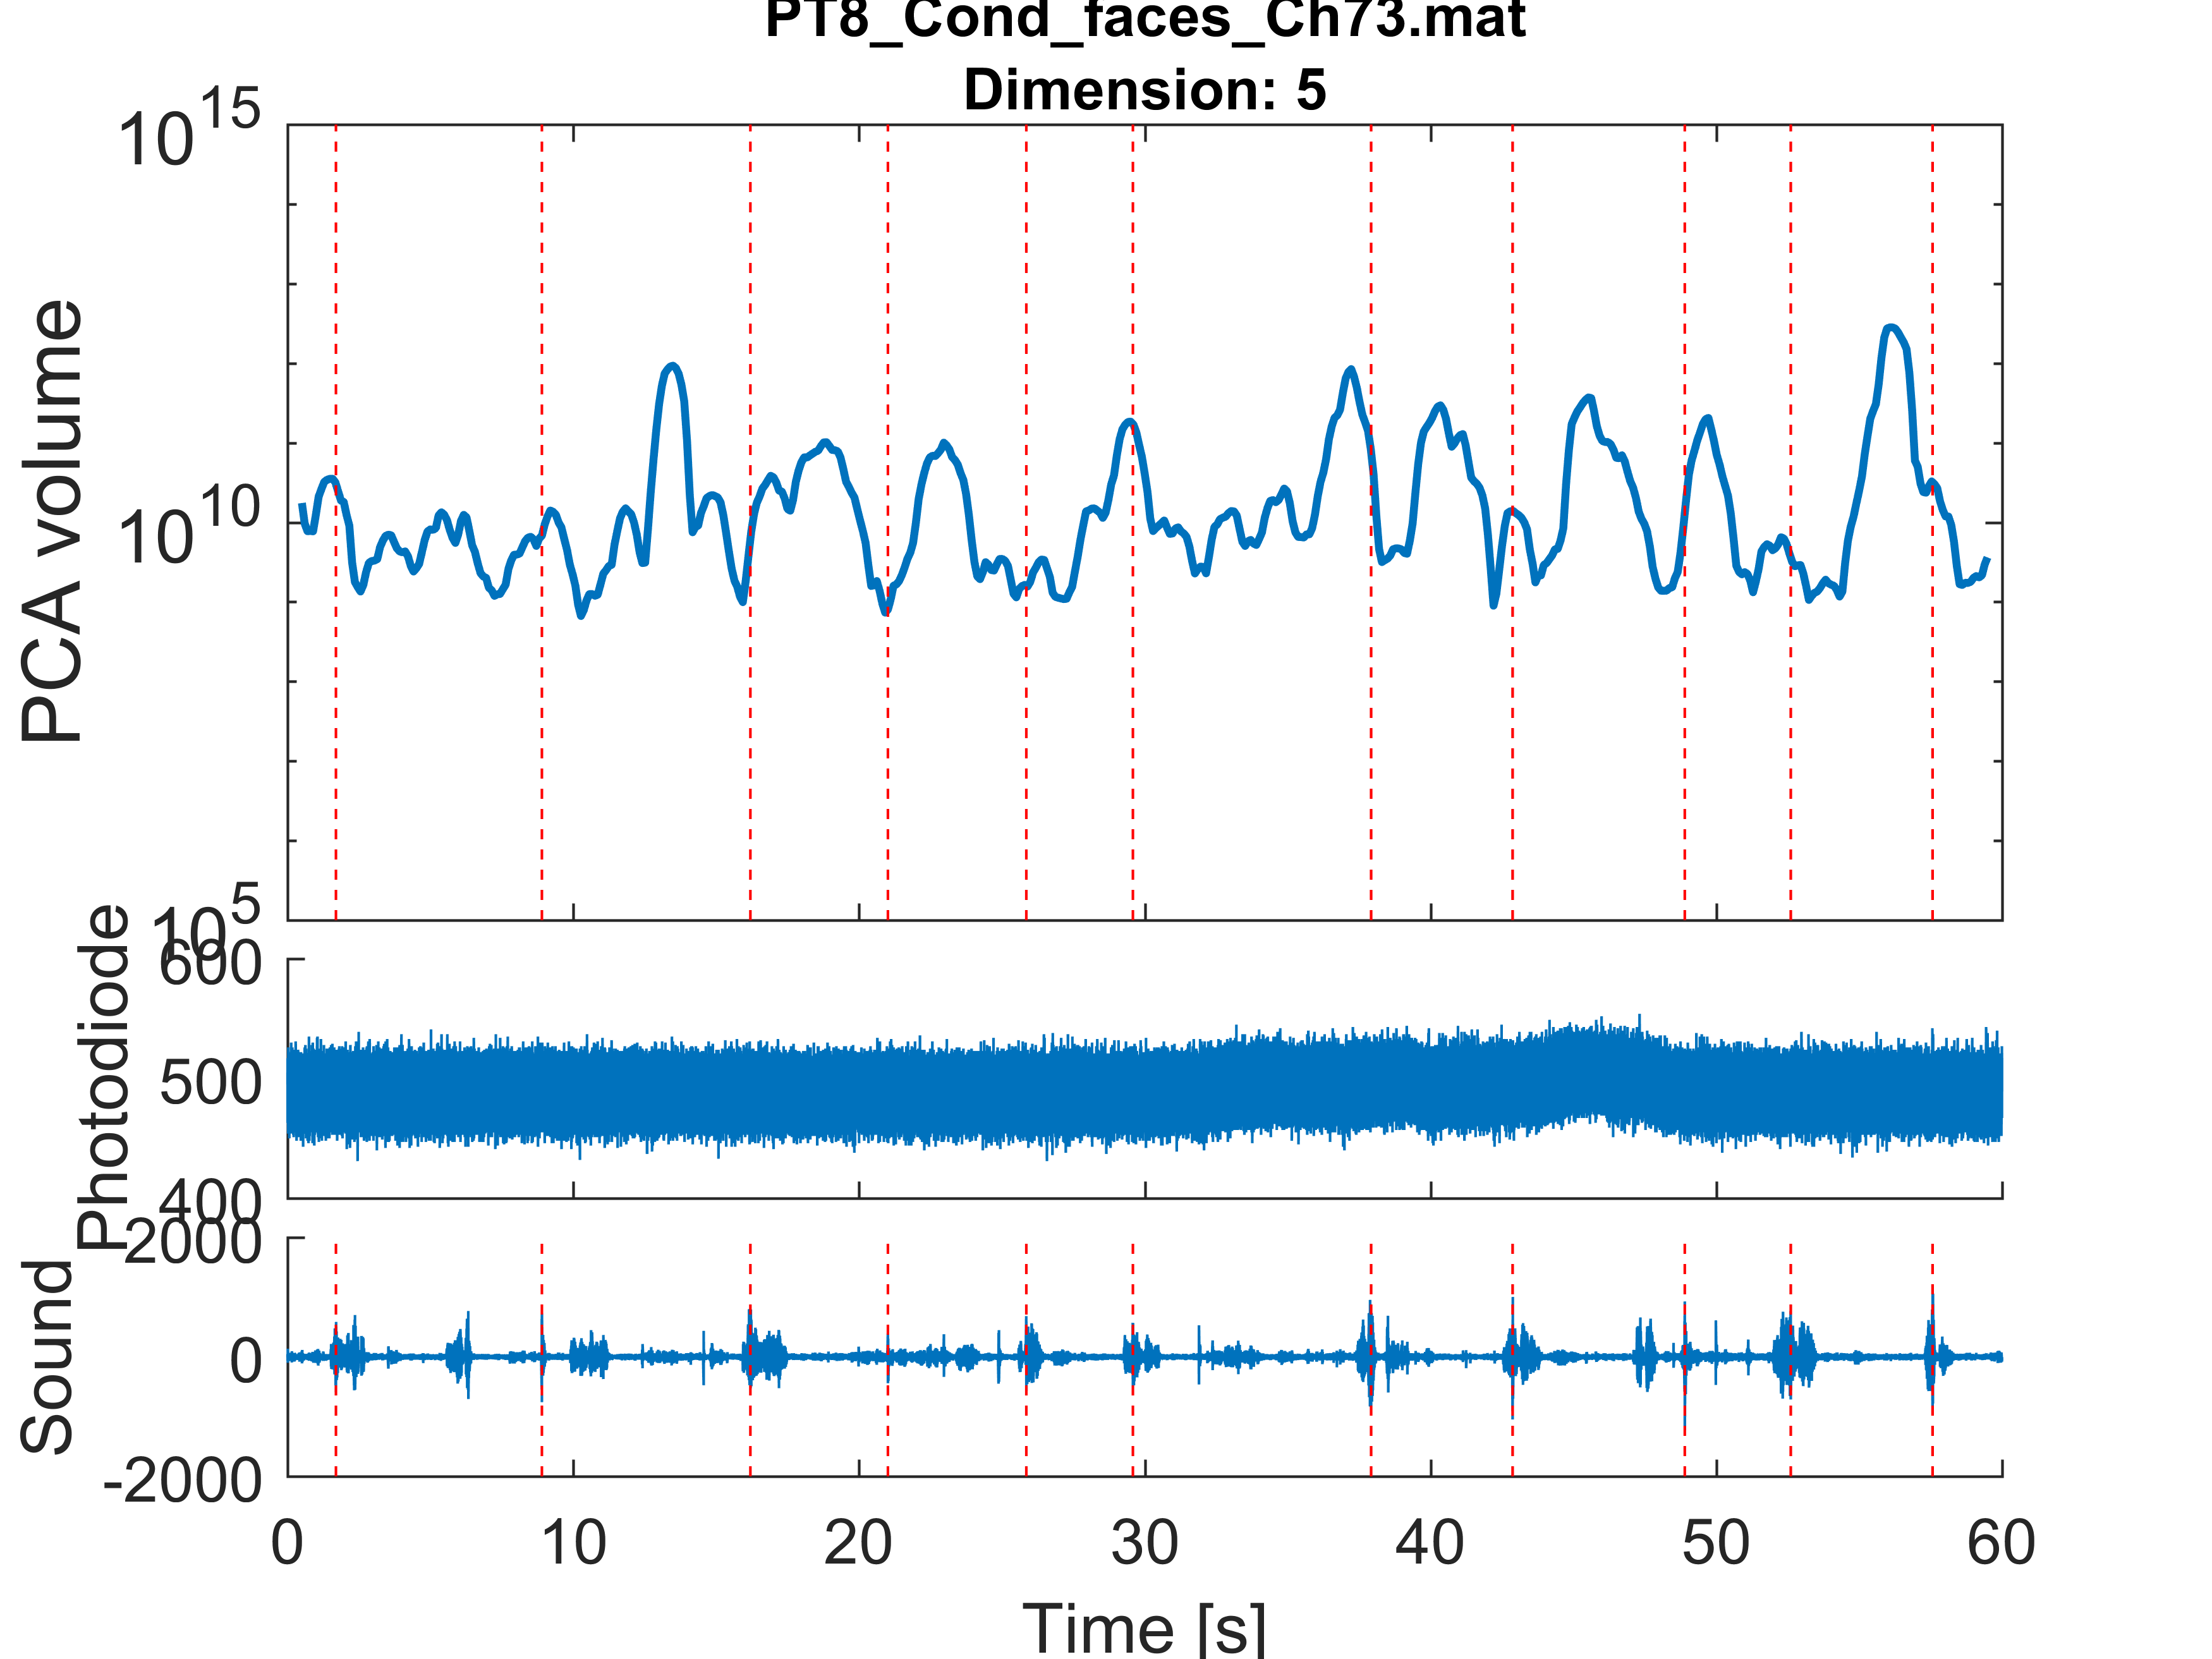 PT8_Cond_faces_Ch73.mat
Dimension: 5
10^15
10^10
10^5
PCA volume
600
500
400
Photodiode
2000
0
-2000
Sound
0 10 20 30 40 50 60
Time [s]